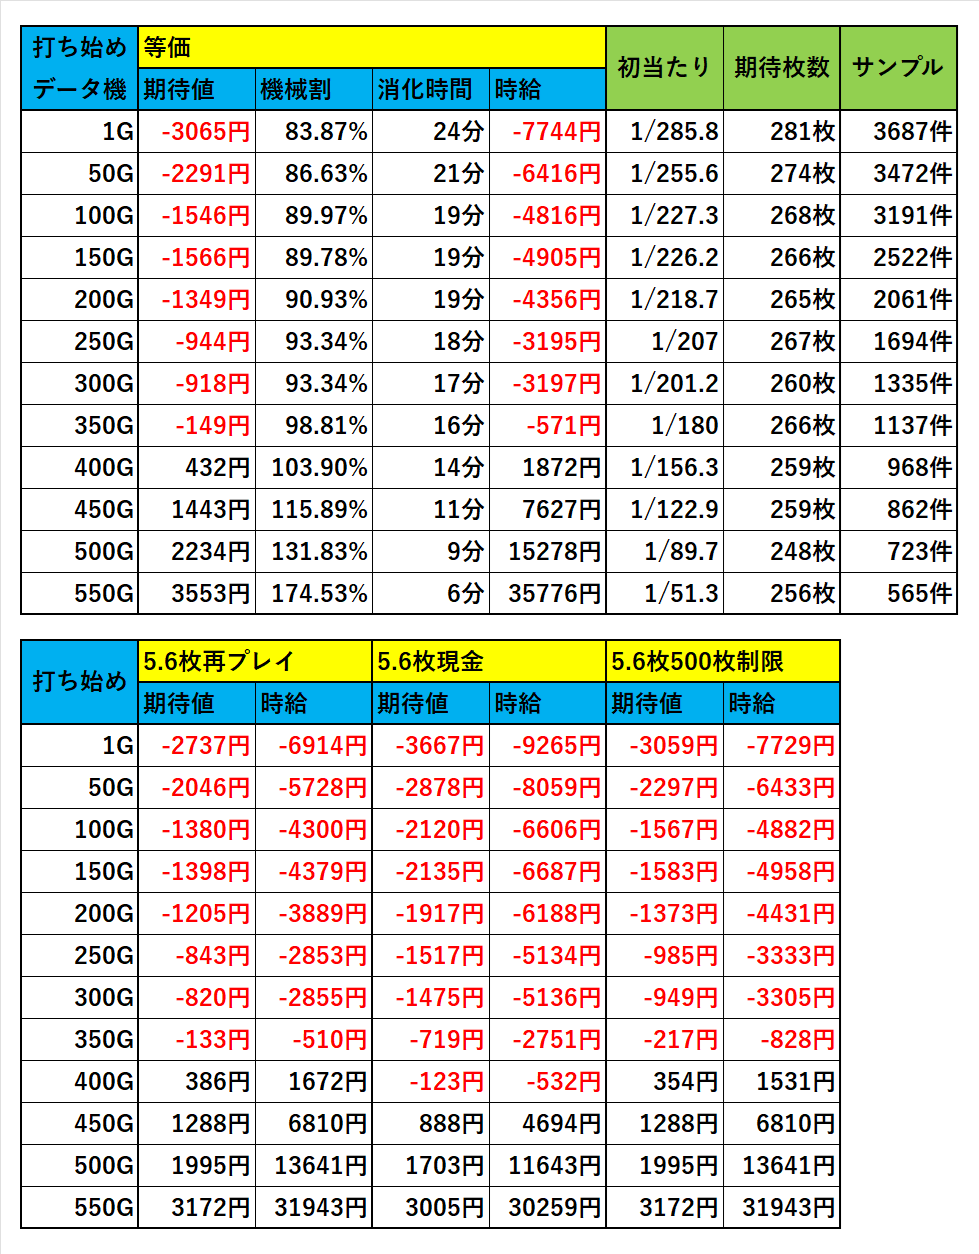 打ち始め 等価 初当たり 期待枚数 サンプル
データ機 期待値 機械割 消化時間 時給
1G -3065円 83.87% 24分 -7744円 1/285.8 281枚 3687件
50G -2291円 86.63% 21分 -6416円 1/255.6 274枚 3472件
100G -1546円 89.97% 19分 -4816円 1/227.3 268枚 3191件
150G -1566円 89.78% 19分 -4905円 1/226.2 266枚 2522件
200G -1349円 90.93% 19分 -4356円 1/218.7 265枚 2061件
250G -944円 93.34% 18分 -3195円 1/207 267枚 1694件
300G -918円 93.34% 17分 -3197円 1/201.2 260枚 1335件
350G -149円 98.81% 16分 -571円 1/180 266枚 1137件
400G 432円 103.90% 14分 1872円 1/156.3 259枚 968件
450G 1443円 115.89% 11分 7627円 1/122.9 259枚 862件
500G 2234円 131.83% 9分 15278円 1/89.7 248枚 723件
550G 3553円 174.53% 6分 35776円 1/51.3 256枚 565件
打ち始め 5.6枚再プレイ 5.6枚現金 5.6枚500枚制限
期待値 時給 期待値 時給 期待値 時給
1G -2737円 -6914円 -3667円 -9265円 -3059円 -7729円
50G -2046円 -5728円 -2878円 -8059円 -2297円 -6433円
100G -1380円 -4300円 -2120円 -6606円 -1567円 -4882円
150G -1398円 -4379円 -2135円 -6687円 -1583円 -4958円
200G -1205円 -3889円 -1917円 -6188円 -1373円 -4431円
250G -843円 -2853円 -1517円 -5134円 -985円 -3333円
300G -820円 -2855円 -1475円 -5136円 -949円 -3305円
350G -133円 -510円 -719円 -2751円 -217円 -828円
400G 386円 1672円 -123円 -532円 354円 1531円
450G 1288円 6810円 888円 4694円 1288円 6810円
500G 1995円 13641円 1703円 11643円 1995円 13641円
550G 3172円 31943円 3005円 30259円 3172円 31943円